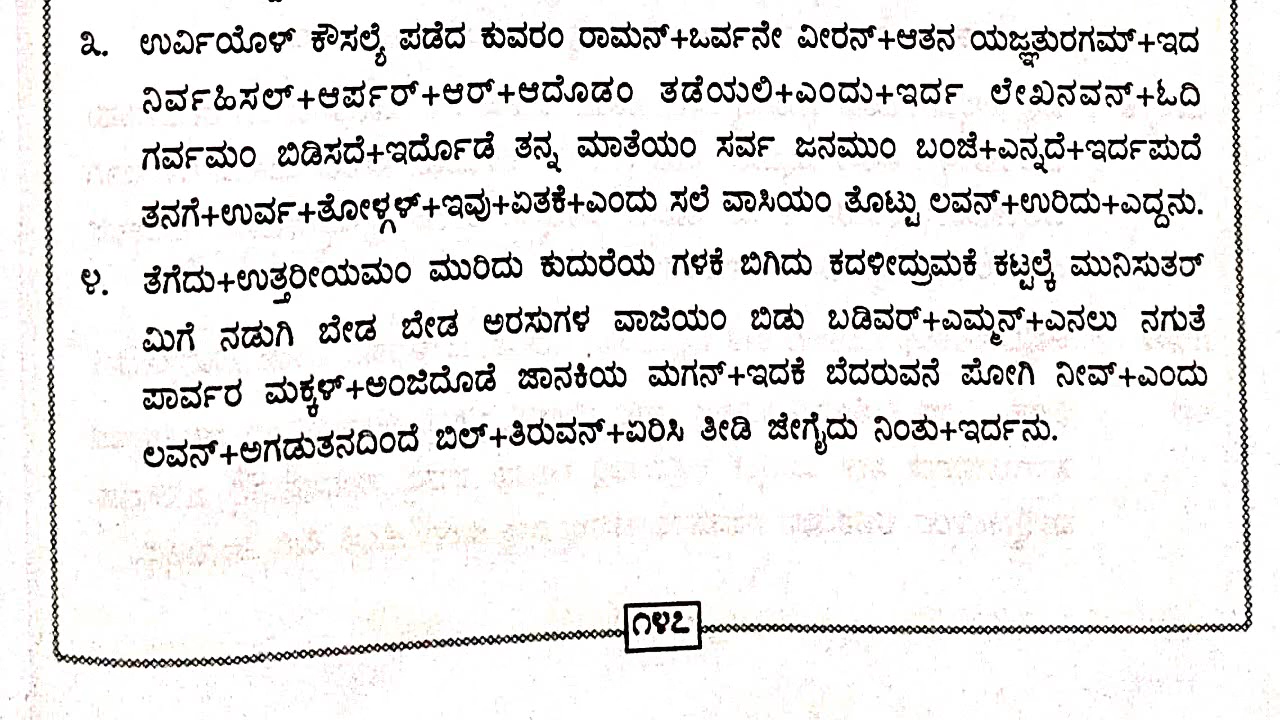 ೩. ಉರ್ವಿಯೊಳ್ ಕೌಸಲ್ಯೆ ಪಡೆದ ಕುವರಂ ರಾಮನ್+ಒರ್ವನೇ ವೀರನ್+ಆತನ ಯಜ್ಞತುರಗಮ್+ಇದ
ನಿರ್ವಹಿಸಲ್+ಆರ್ಪರ್+ಆರ್+ಆದೊಡಂ ತಡೆಯಲಿ+ಎಂದು+ಇರ್ದ ಲೇಖನವನ್+ಓದಿ
ಗರ್ವಮಂ ಬಿಡಿಸದೆ+ಇರ್ದೊಡೆ ತನ್ನ ಮಾತೆಯಂ ಸರ್ವ ಜನಮುಂ ಬಂಜೆ+ಎನ್ನದೆ+ಇರ್ದಪುದೆ
ತನಗೆ+ಉರ್ವ+ತೋಳ್ಗಳ್+ಇವು+ಏತಕೆ+ಎಂದು ಸಲೆ ವಾಸಿಯಂ ತೊಟ್ಟು ಲವನ್+ಉರಿದು+ಎದ್ದನು.
೪. ತೆಗೆದು+ಉತ್ತರೀಯಮಂ ಮುರಿದು ಕುದುರೆಯ ಗಳಕೆ ಬಿಗಿದು ಕದಳೀದ್ರುಮಕೆ ಕಟ್ಟಲ್ಕೆ ಮುನಿಸುತರ್
ಮಿಗೆ ನಡುಗಿ ಬೇಡ ಬೇಡ ಅರಸುಗಳ ವಾಜಿಯಂ ಬಿಡು ಬಡಿವರ್+ಎಮ್ಮನ್+ಎನಲು ನಗುತೆ
ಪಾರ್ವರ ಮಕ್ಕಳ್+ಅಂಜಿದೊಡೆ ಜಾನಕಿಯ ಮಗನ್+ಇದಕೆ ಬೆದರುವನೆ ಪೋಗಿ ನೀವ್+ಎಂದು
ಲವನ್+ಅಗಡುತನದಿಂದೆ ಬಿಲ್+ತಿರುವನ್+ಏರಿಸಿ ತೀಡಿ ಜೇಗೈದು ನಿಂತು+ಇರ್ದನು.
೧೪೭